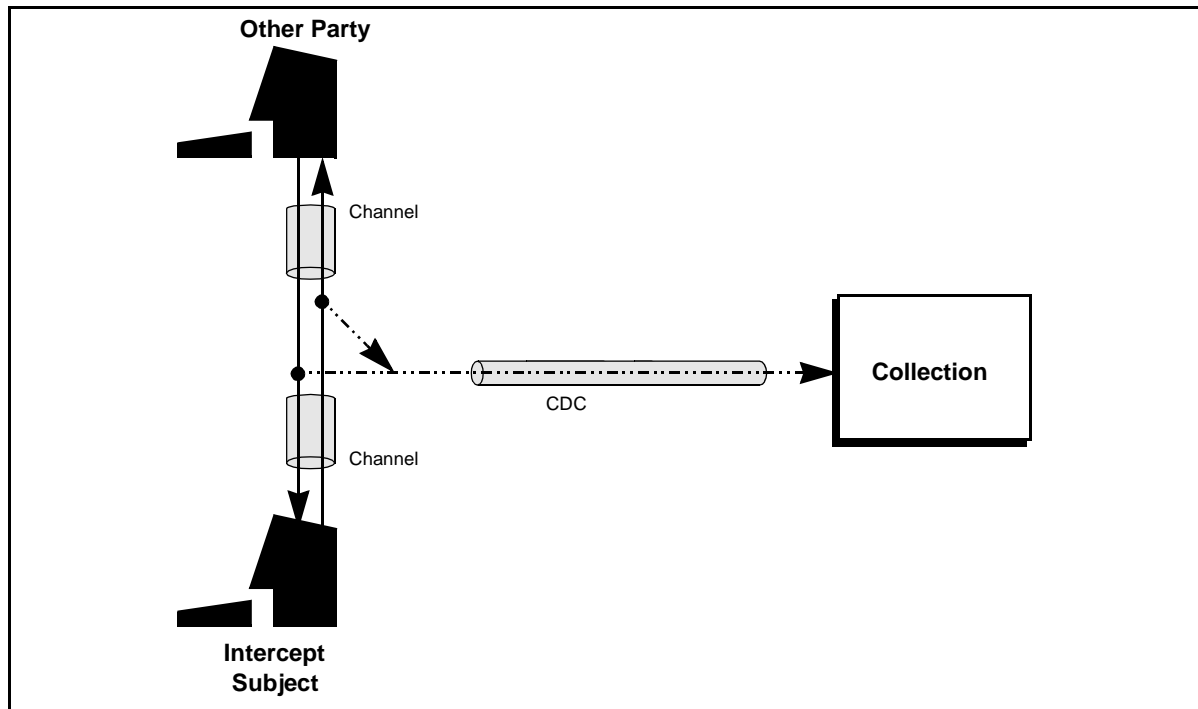 Other Party
Channel
Collection
CDC
Channel
Intercept
Subject